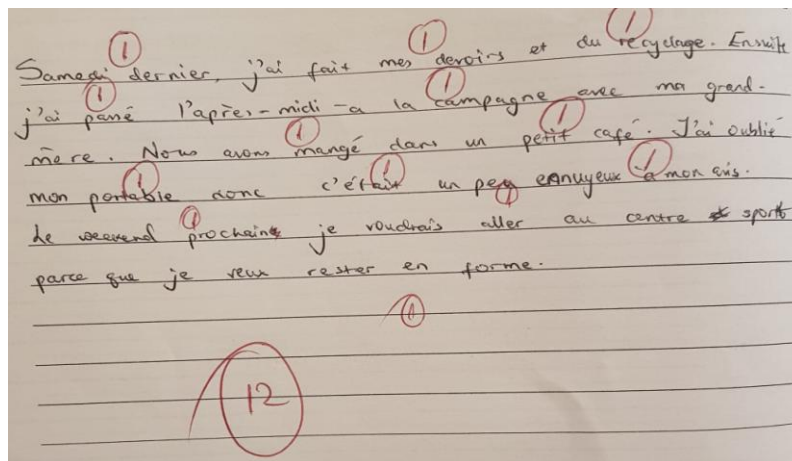 Samedi dernier, j'ai fait mes devoirs et du recyclage. Ensuite
j'ai passé l'après-midi à la campagne avec ma grand-
mère. Nous avons mangé dans un petit café. J'ai oublié
mon portable donc c'était un peu ennuyeux à mon avis.
Le weekend prochain je voudrais aller au centre sportif
parce que je veux rester en forme.
12